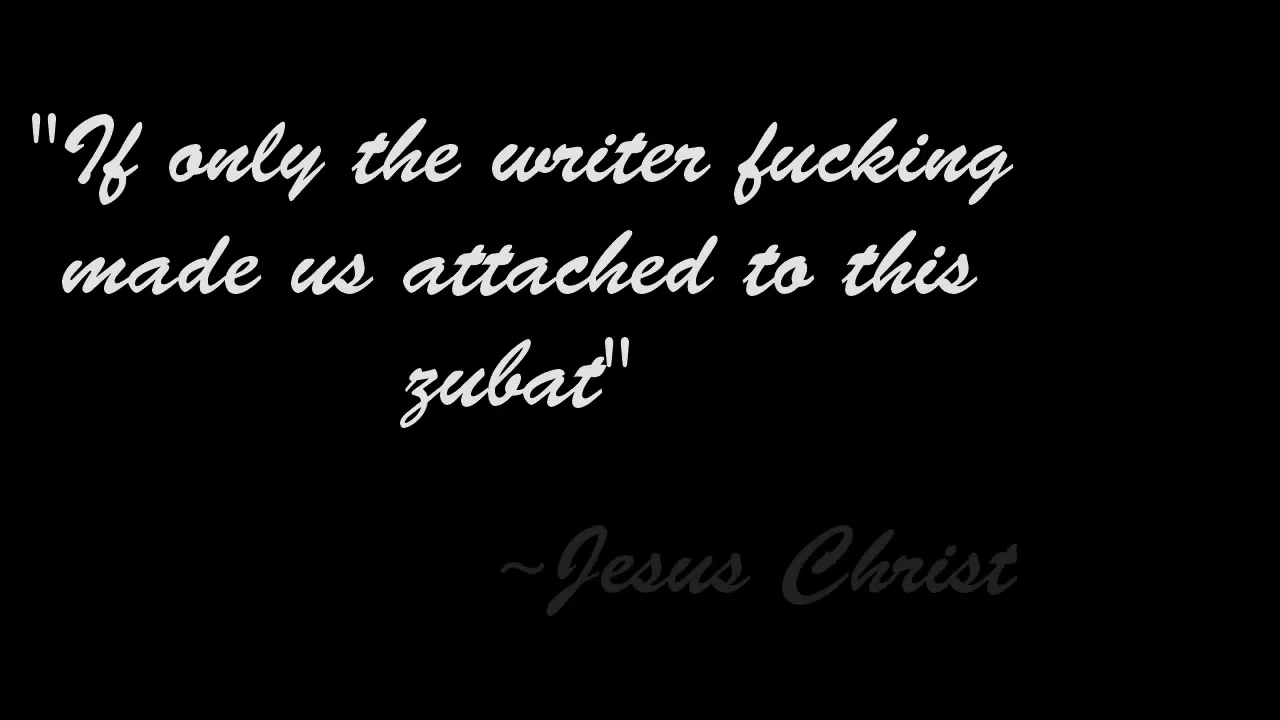 "If only the writer fucking
made us attached to this
zubat"
~Jesus Christ